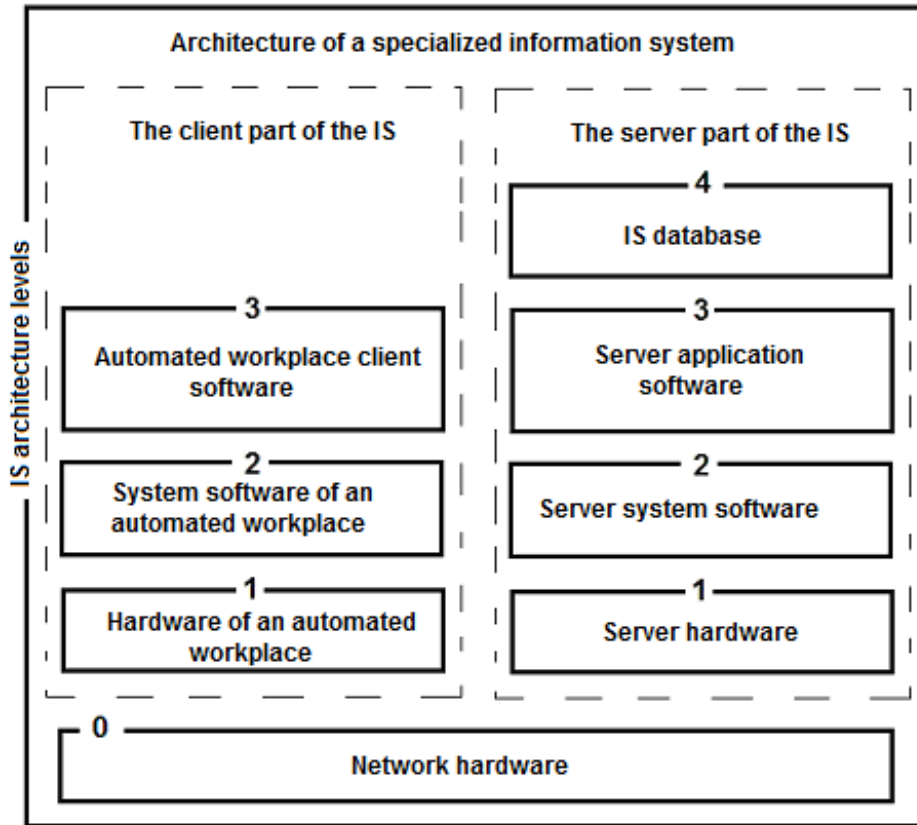 Architecture of a specialized information system
IS architecture levels
The client part of the IS
3
Automated workplace client
software
2
System software of an
automated workplace
1
Hardware of an automated
workplace
The server part of the IS
4
IS database
3
Server application
software
2
Server system software
1
Server hardware
0
Network hardware